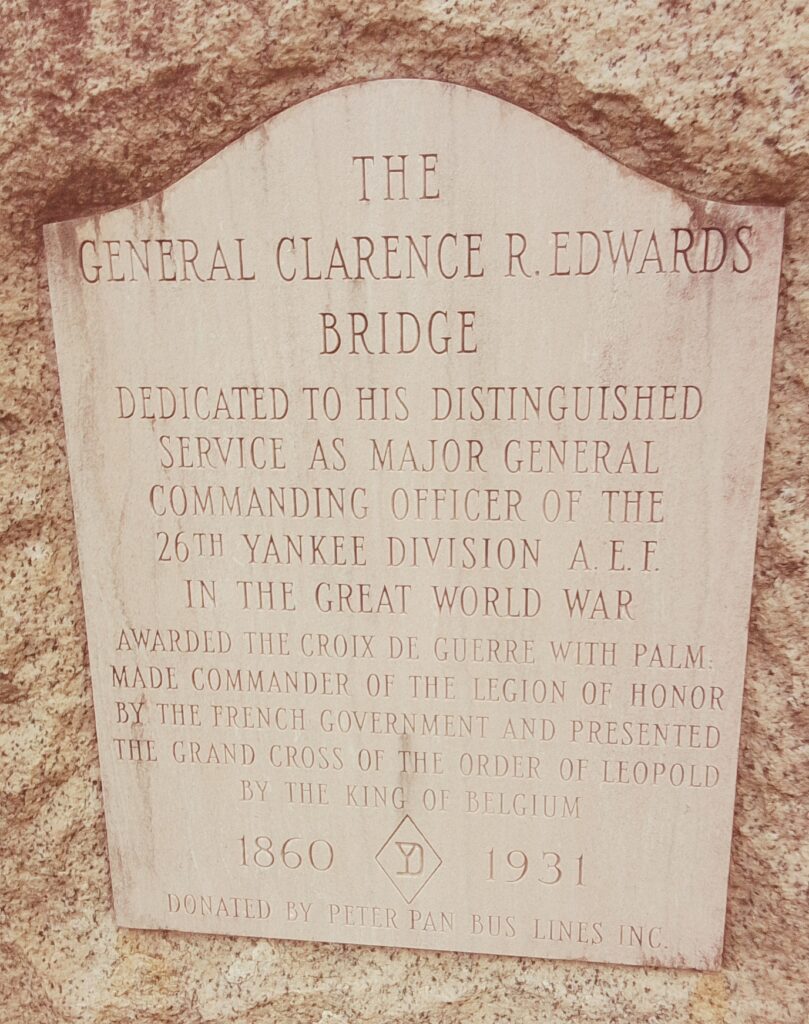 THE
GENERAL CLARENCE R. EDWARDS
BRIDGE
DEDICATED TO HIS DISTINGUISHED
SERVICE AS MAJOR GENERAL
COMMANDING OFFICER OF THE
26TH YANKEE DIVISION A.E.F.
IN THE GREAT WORLD WAR
AWARDED THE CROIX DE GUERRE WITH PALM;
MADE COMMANDER OF THE LEGION OF HONOR
BY THE FRENCH GOVERNMENT AND PRESENTED
THE GRAND CROSS OF THE ORDER OF LEOPOLD
BY THE KING OF BELGIUM
1860 YD 1931
DONATED BY PETER PAN BUS LINES INC.